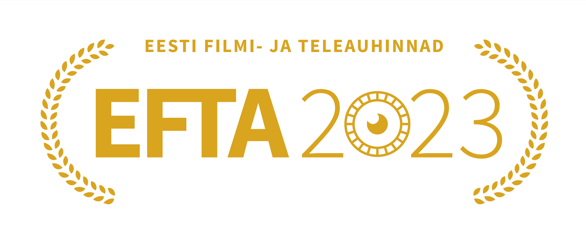 EESTI FILMI- JA TELEAUHINNAD
EFTA 2023